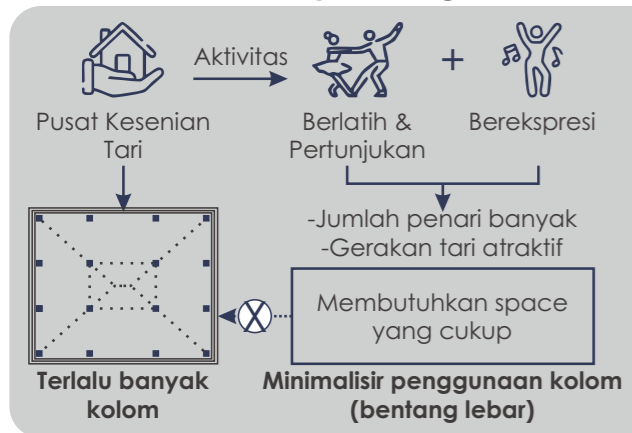 Aktivitas
+
Pusat Kesenian
Tari
Berlatih &
Pertunjukan
Berekspresi
-Jumlah penari banyak
-Gerakan tari atraktif
Membutuhkan space
yang cukup
X
Terlalu banyak
kolom
Minimalisir penggunaan kolom
(bentang lebar)